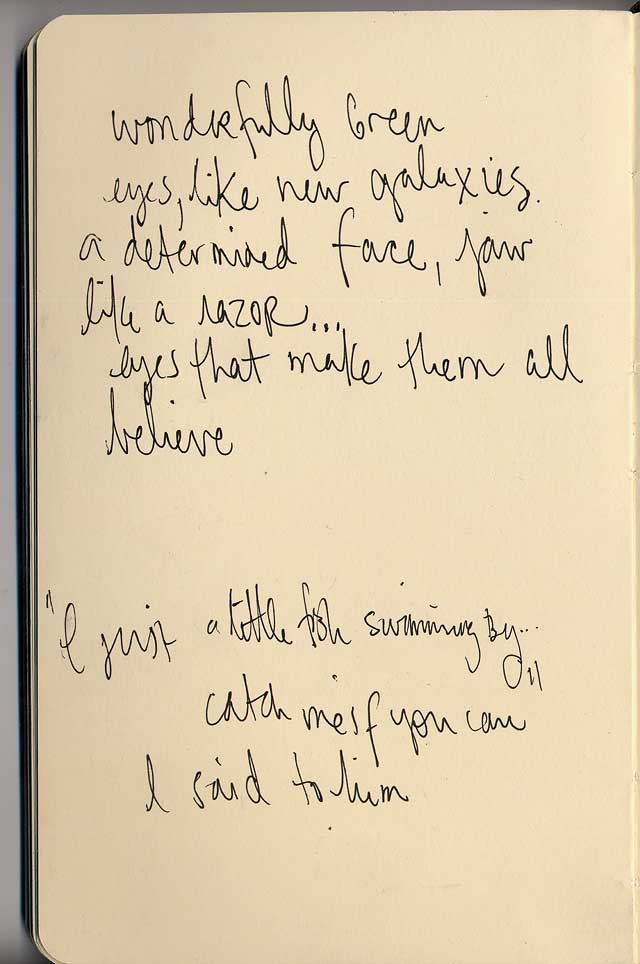 wonderfully Green
eyes, like new galaxies.
a determined face, jaw
like a razor...
eyes that make them all
believe
"I just a little fish swimming by...
catch me if you can"
I said to him